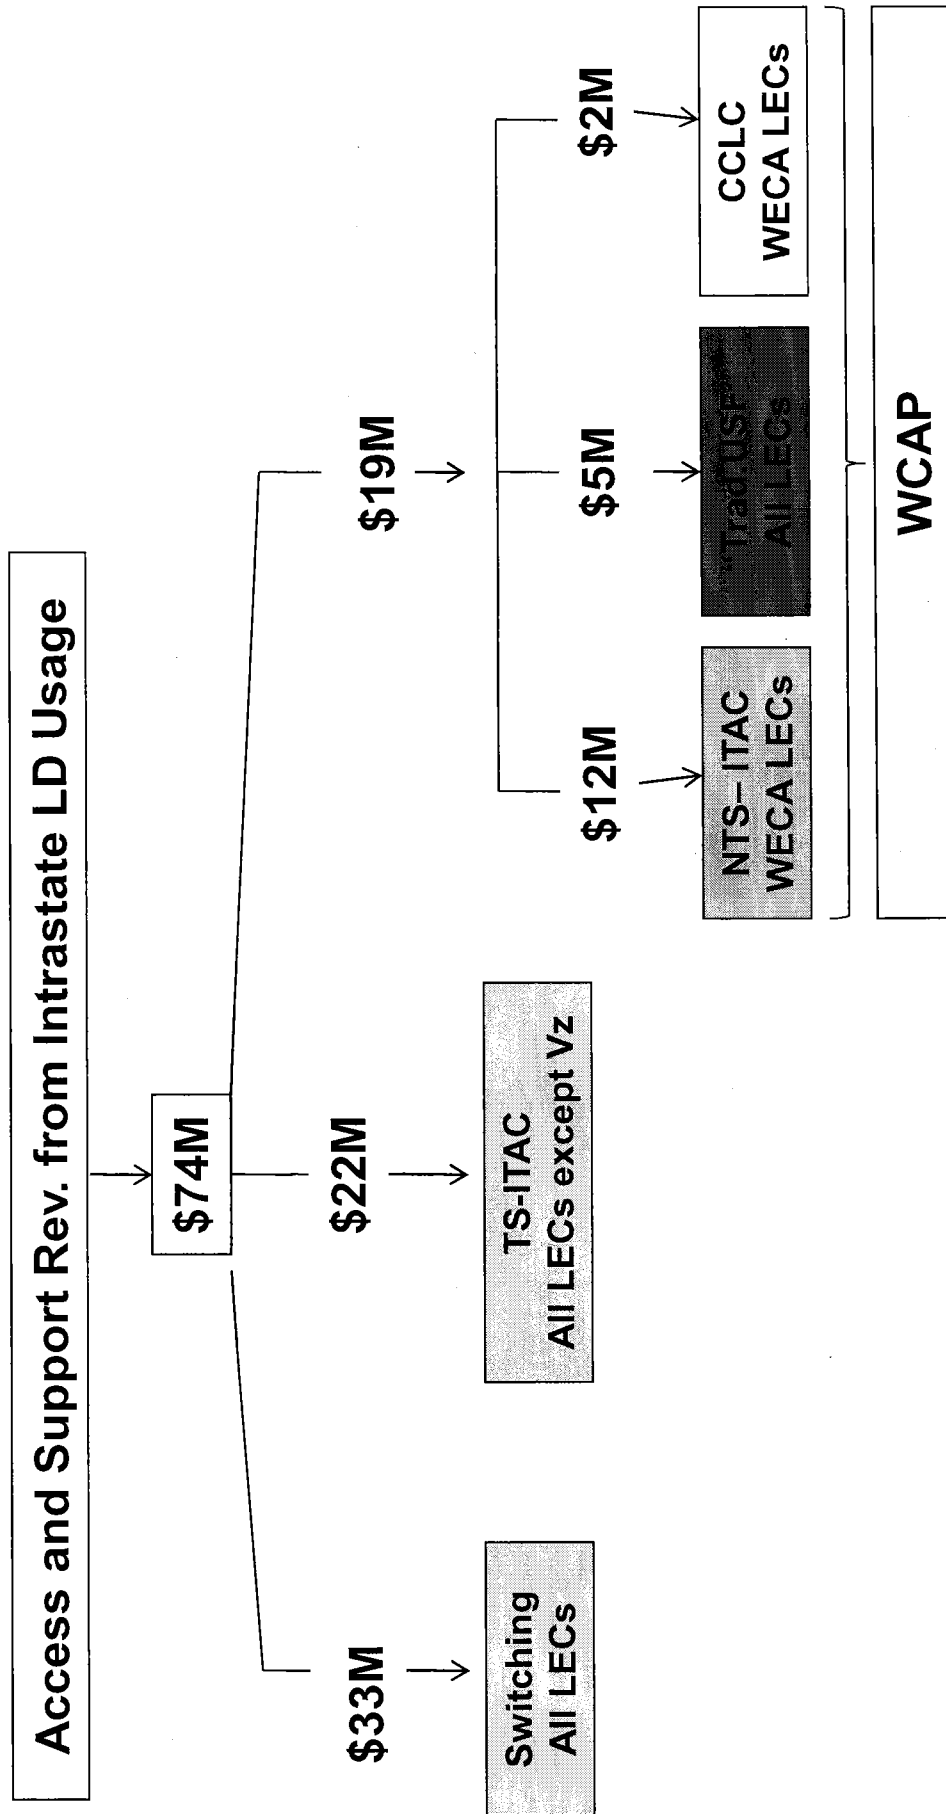 Access and Support Rev. from Intrastate LD Usage
$74M
$33M
$22M
$19M
Switching
All LECs
TS-ITAC
All LECs except Vz
$12M
$5M
$2M
NTS– ITAC
WECA LECs
"Trad.USF"
All LECs
CCLC
WECA LECs
WCAP